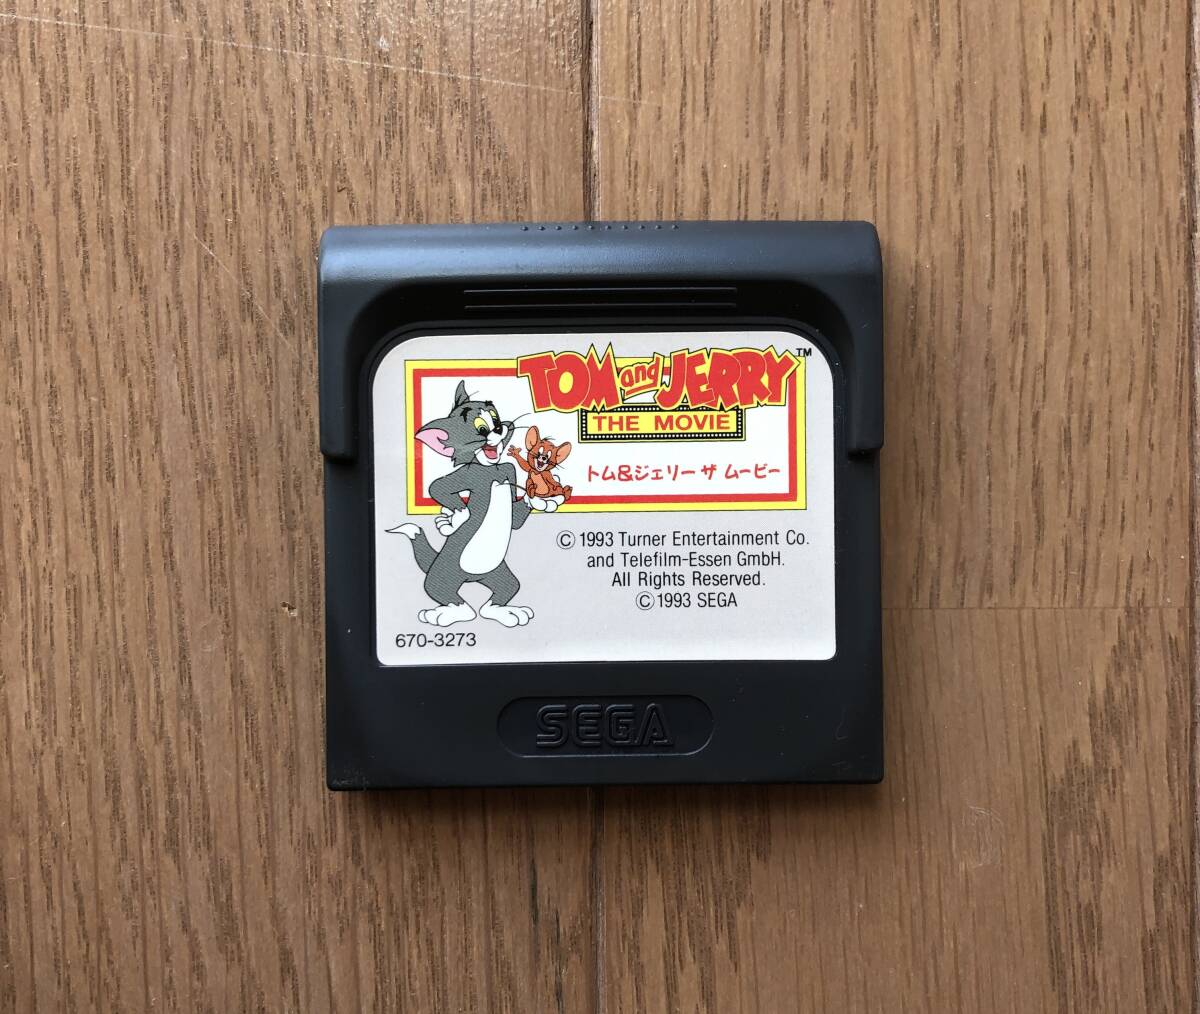 TOM and JERRY™
THE MOVIE
トム&ジェリー ザ ムービー
© 1993 Turner Entertainment Co.
and Telefilm-Essen GmbH.
All Rights Reserved.
© 1993 SEGA
670-3273
SEGA